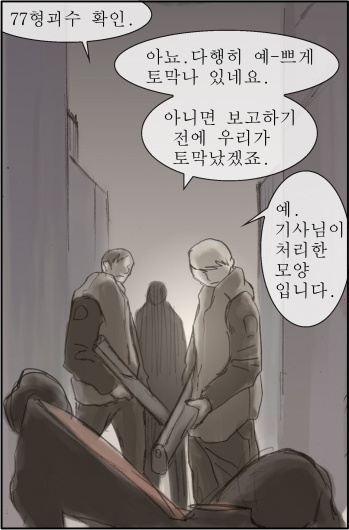 77형괴수 확인.
아뇨.다행히 예-쁘게
토막나 있네요.
아니면 보고하기
전에 우리가
토막났겠죠.
예.
기사님이
처리한
모양
입니다.